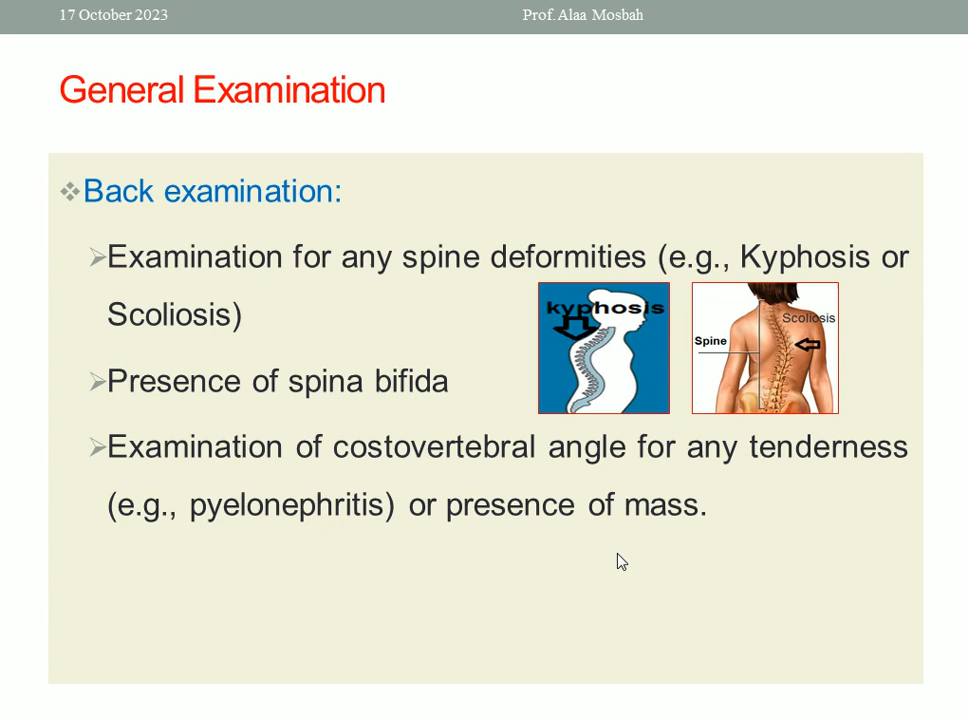 17 October 2023
Prof. Alaa Mosbah
General Examination
Back examination:
Examination for any spine deformities (e.g., Kyphosis or
Scoliosis)
kyphosis
Scoliosis
Spine
Presence of spina bifida
Examination of costovertebral angle for any tenderness
(e.g., pyelonephritis) or presence of mass.